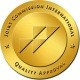 JOINT COMMISSION INTERNATIONAL
QUALITY APPROVAL